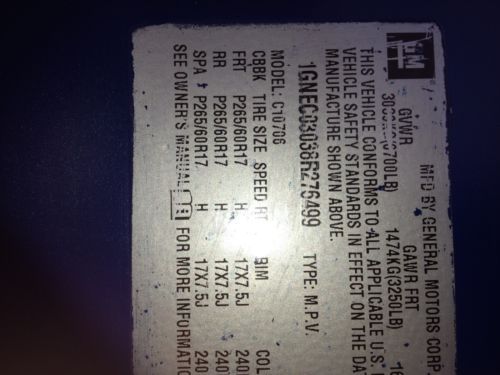 GM
MFD BY GENERAL MOTORS CORP.
GVWR GAWR FRT
(6700LB) 1474KG(3250LB)
THIS VEHICLE CONFORMS TO ALL APPLICABLE U.S.
VEHICLE SAFETY STANDARDS IN EFFECT ON THE DA
MANUFACTURE SHOWN ABOVE.
TYPE: M.P.V.
MODEL: C10706
CBBK TIRE SIZE SPEED RT RIM COL
FRT P265/60R17 H 17X7.5J 240
RR P265/60R17 H 17X7.5J 240
SPA P265/60R17 H 17X7.5J 240
SEE OWNER'S MANUAL FOR MORE INFORMATI